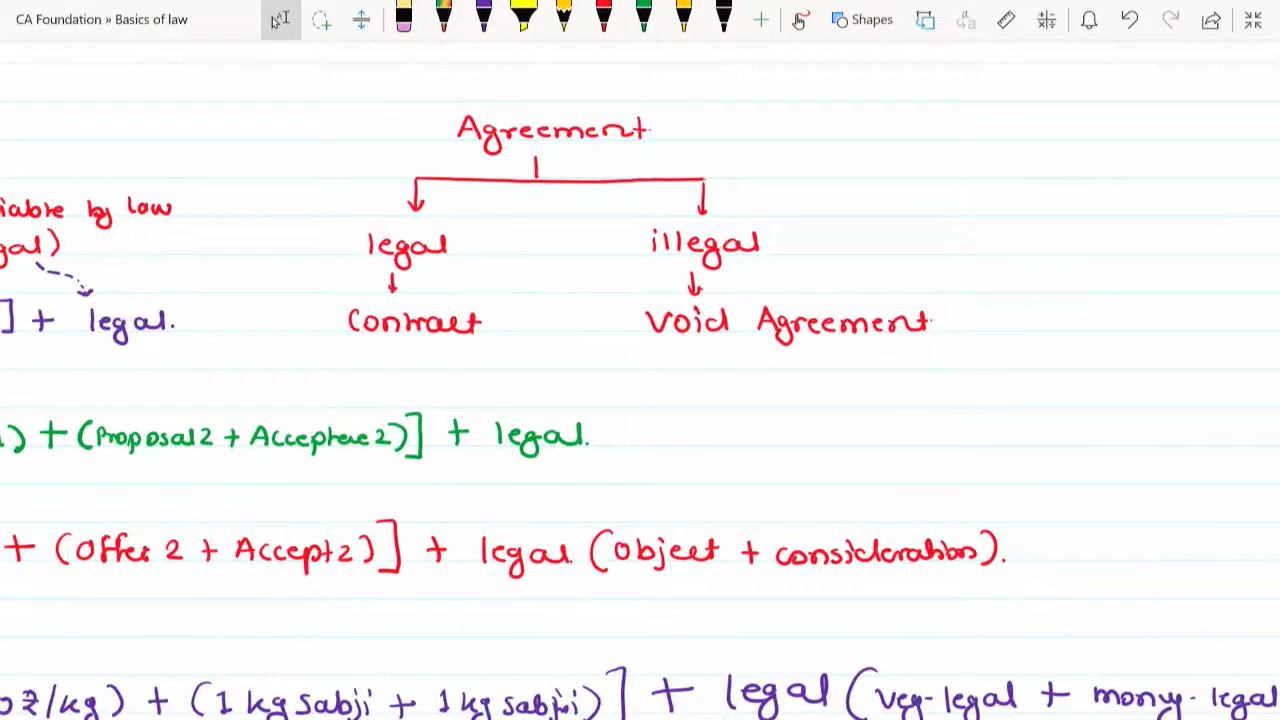 CA Foundation » Basics of law
Shapes
Agreement
iable by law
legal
illegal
gal)
] + legal.
Contract
Void Agreement
) + (Proposal 2 + Acceptance 2)] + legal.
+ (Offer 2 + Accept 2)] + legal (object + consideration).
0₹/kg) + (1 kg sabji + 1 kg sabji)] + legal (veg-legal + money-legal